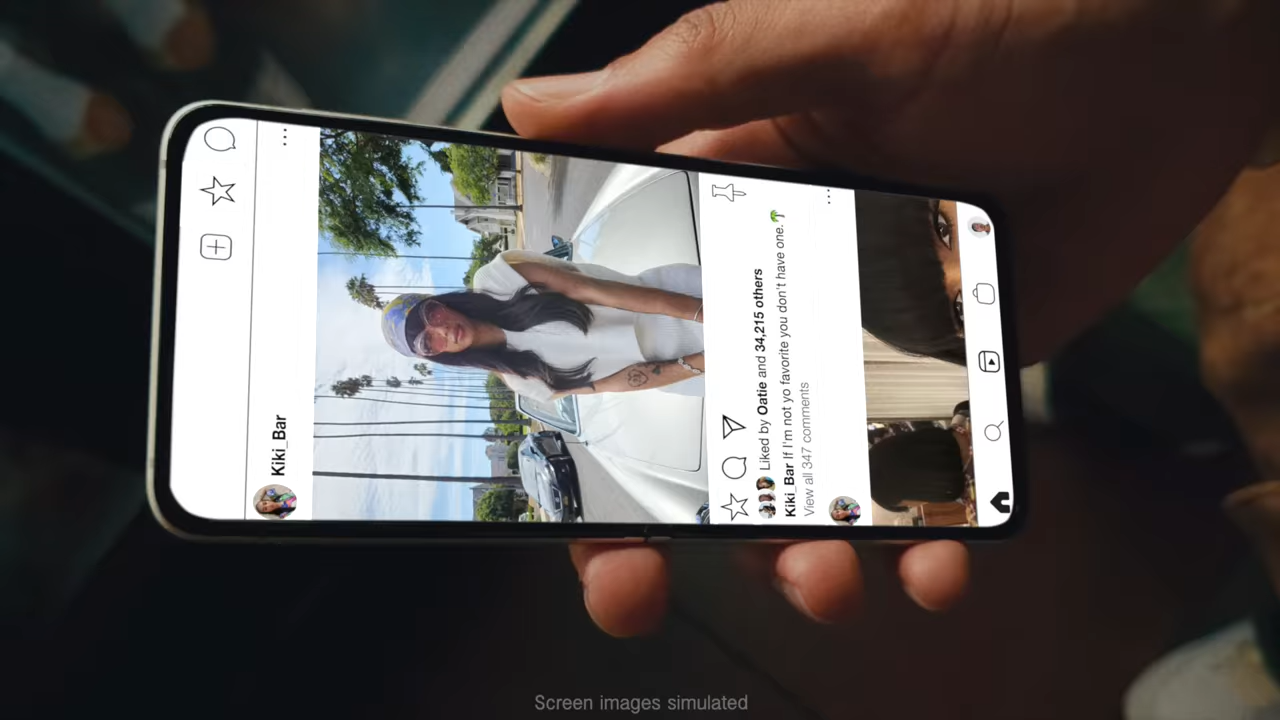 Kiki_Bar
Liked by Oatie and 34,215 others
Kiki_Bar If I'm not yo favorite you don't have one.🌴
View all 347 comments
Screen images simulated